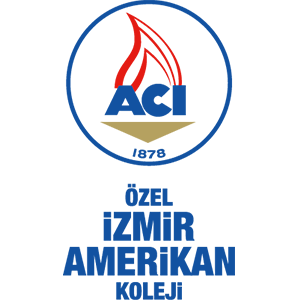 ACI
1878
ÖZEL
İZMİR
AMERİKAN
KOLEJİ